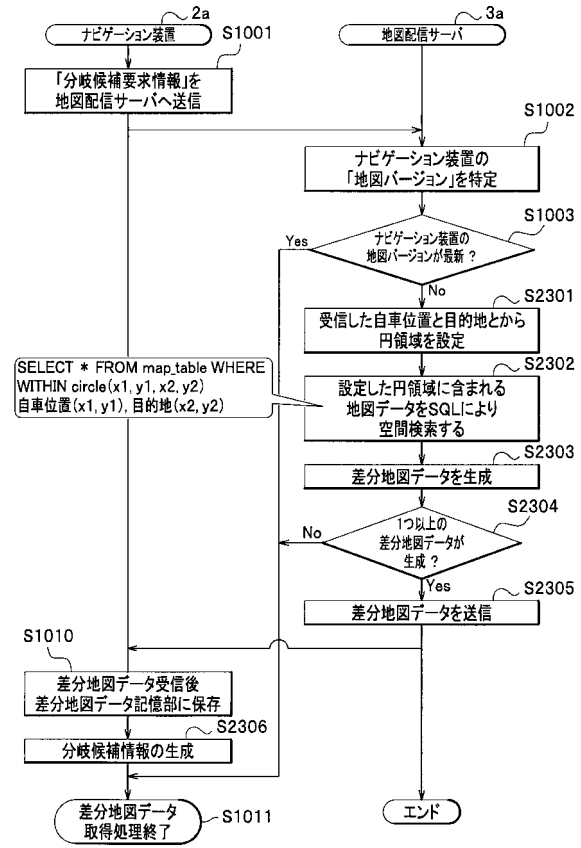 2a
ナビゲーション装置
3a
地図配信サーバ
S1001
「分岐候補要求情報」を
地図配信サーバへ送信
S1002
ナビゲーション装置の
「地図バージョン」を特定
S1003
ナビゲーション装置の
地図バージョンが最新？
Yes
No
S2301
受信した自車位置と目的地とから
円領域を設定
S2302
SELECT * FROM map_table WHERE
WITHIN circle(x1, y1, x2, y2)
自車位置(x1, y1), 目的地(x2, y2)
設定した円領域に含まれる
地図データをSQLにより
空間検索する
S2303
差分地図データを生成
S2304
1つ以上の
差分地図データが
生成？
No
Yes
S2305
差分地図データを送信
S1010
差分地図データ受信後
差分地図データ記憶部に保存
S2306
分岐候補情報の生成
差分地図データ
取得処理終了
S1011
エンド